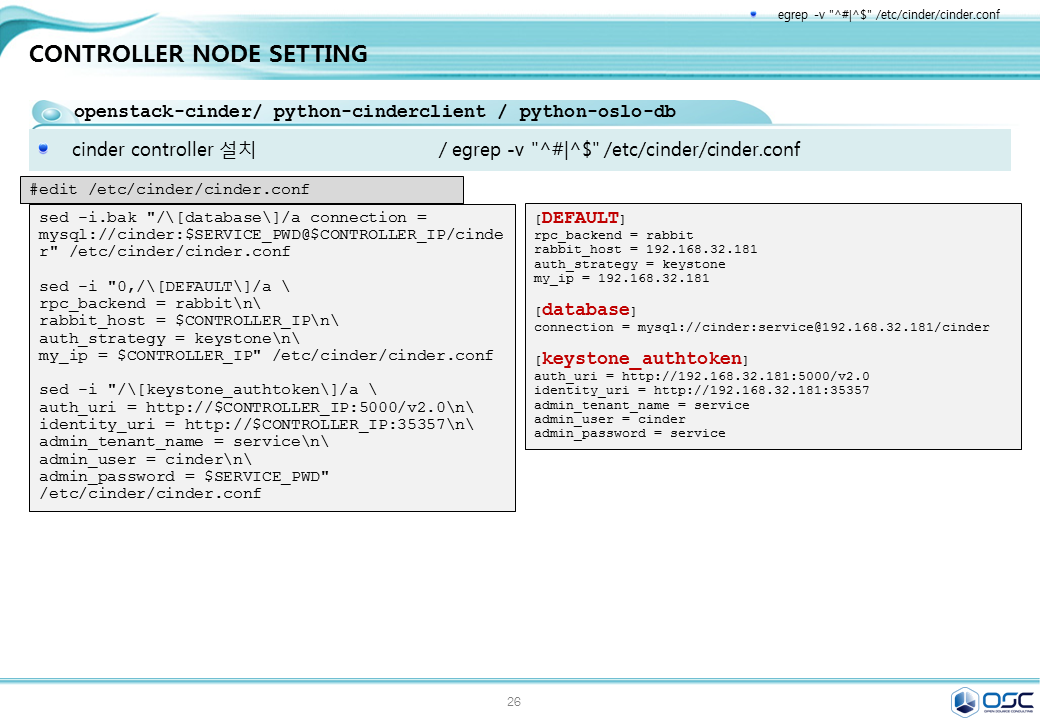 egrep -v "^#|^$" /etc/cinder/cinder.conf
CONTROLLER NODE SETTING
openstack-cinder/ python-cinderclient / python-oslo-db
cinder controller 설치 / egrep -v "^#|^$" /etc/cinder/cinder.conf
#edit /etc/cinder/cinder.conf
sed -i.bak "/\[database\]/a connection =
mysql://cinder:$SERVICE_PWD@$CONTROLLER_IP/cinde
r" /etc/cinder/cinder.conf
sed -i "0,/\[DEFAULT\]/a \
rpc_backend = rabbit\n\
rabbit_host = $CONTROLLER_IP\n\
auth_strategy = keystone\n\
my_ip = $CONTROLLER_IP" /etc/cinder/cinder.conf
sed -i "/\[keystone_authtoken\]/a \
auth_uri = http://$CONTROLLER_IP:5000/v2.0\n\
identity_uri = http://$CONTROLLER_IP:35357\n\
admin_tenant_name = service\n\
admin_user = cinder\n\
admin_password = $SERVICE_PWD"
/etc/cinder/cinder.conf
[DEFAULT]
rpc_backend = rabbit
rabbit_host = 192.168.32.181
auth_strategy = keystone
my_ip = 192.168.32.181
[database]
connection = mysql://cinder:service@192.168.32.181/cinder
[keystone_authtoken]
auth_uri = http://192.168.32.181:5000/v2.0
identity_uri = http://192.168.32.181:35357
admin_tenant_name = service
admin_user = cinder
admin_password = service
26
OSC
OPEN SOURCE CONSULTING